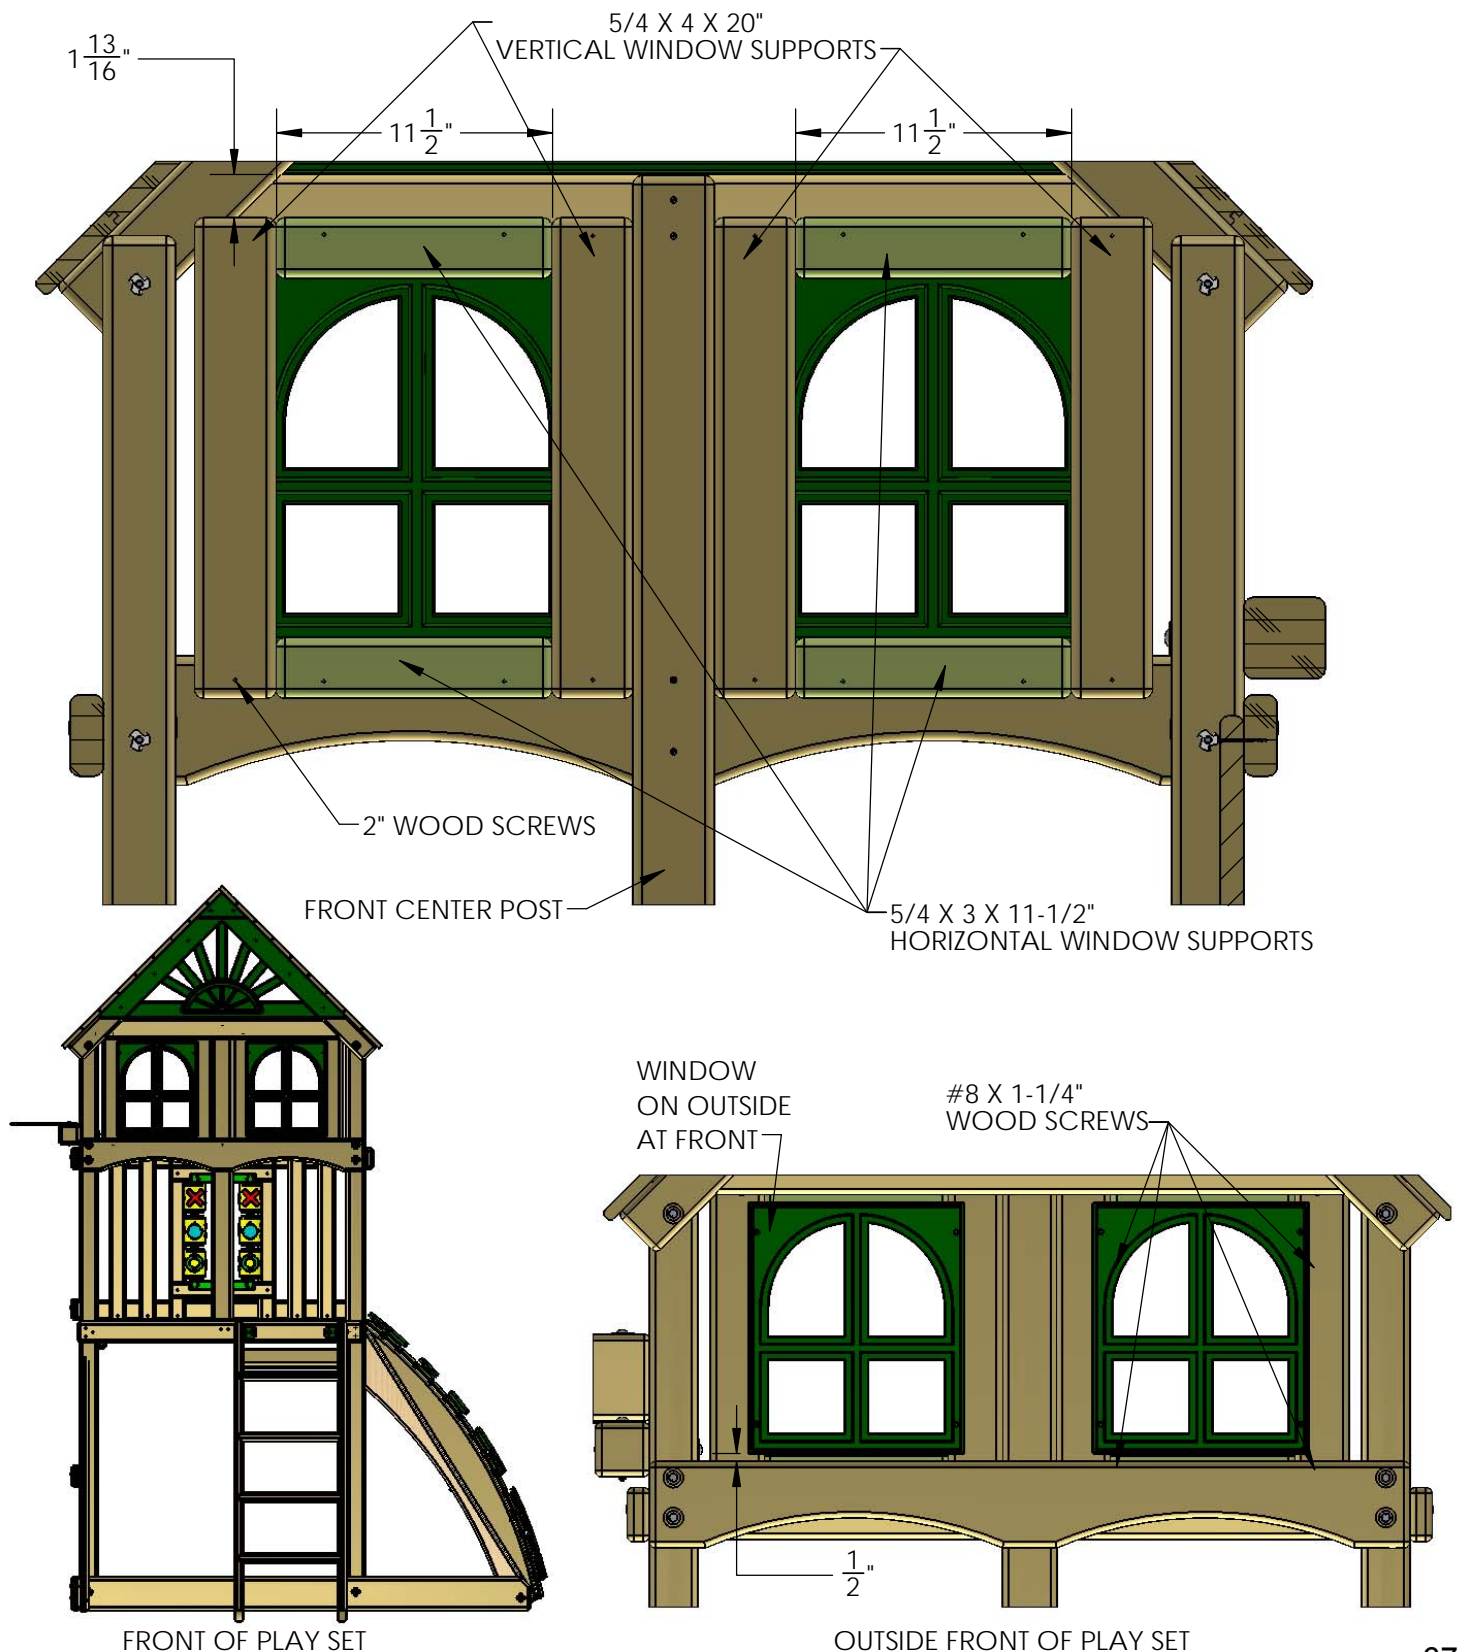 5/4 X 4 X 20"
VERTICAL WINDOW SUPPORTS
1 13/16"
11 1/2"
11 1/2"
2" WOOD SCREWS
FRONT CENTER POST
5/4 X 3 X 11-1/2"
HORIZONTAL WINDOW SUPPORTS
WINDOW
ON OUTSIDE
AT FRONT
#8 X 1-1/4"
WOOD SCREWS
1/2"
FRONT OF PLAY SET
OUTSIDE FRONT OF PLAY SET